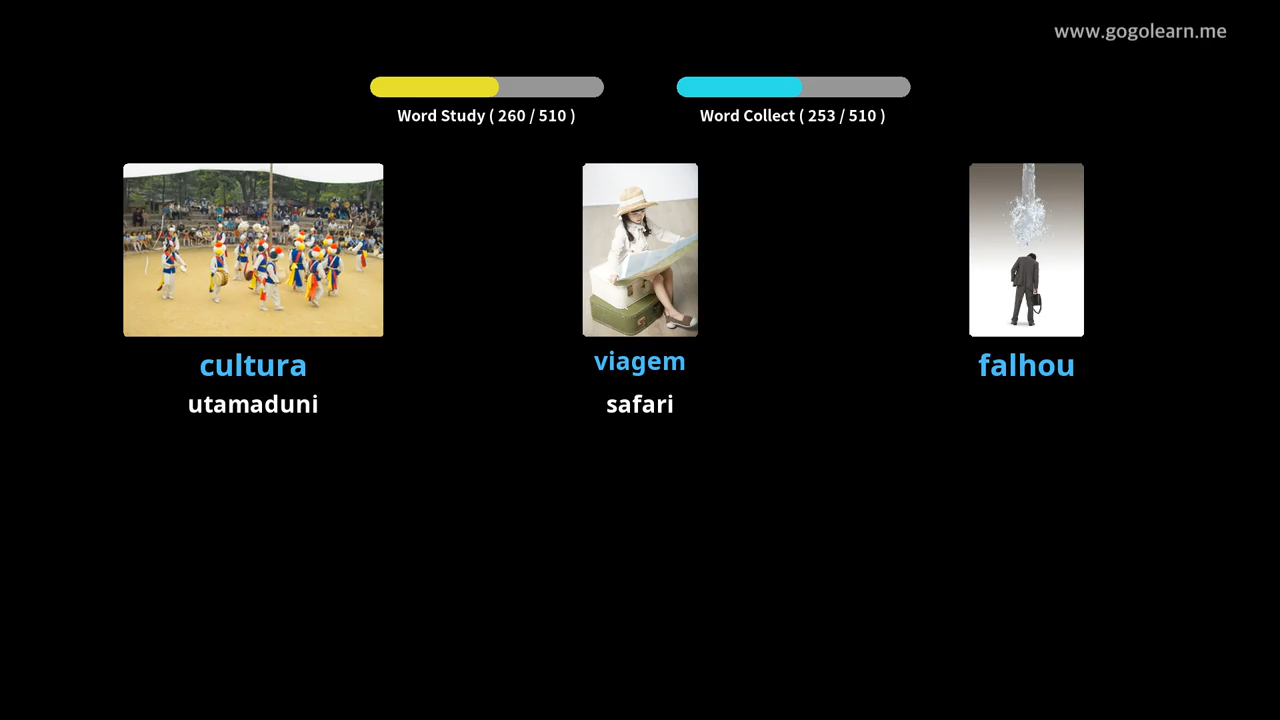 www.gogolearn.me
Word Study ( 260 / 510 )
Word Collect ( 253 / 510 )
cultura
viagem
falhou
utamaduni
safari